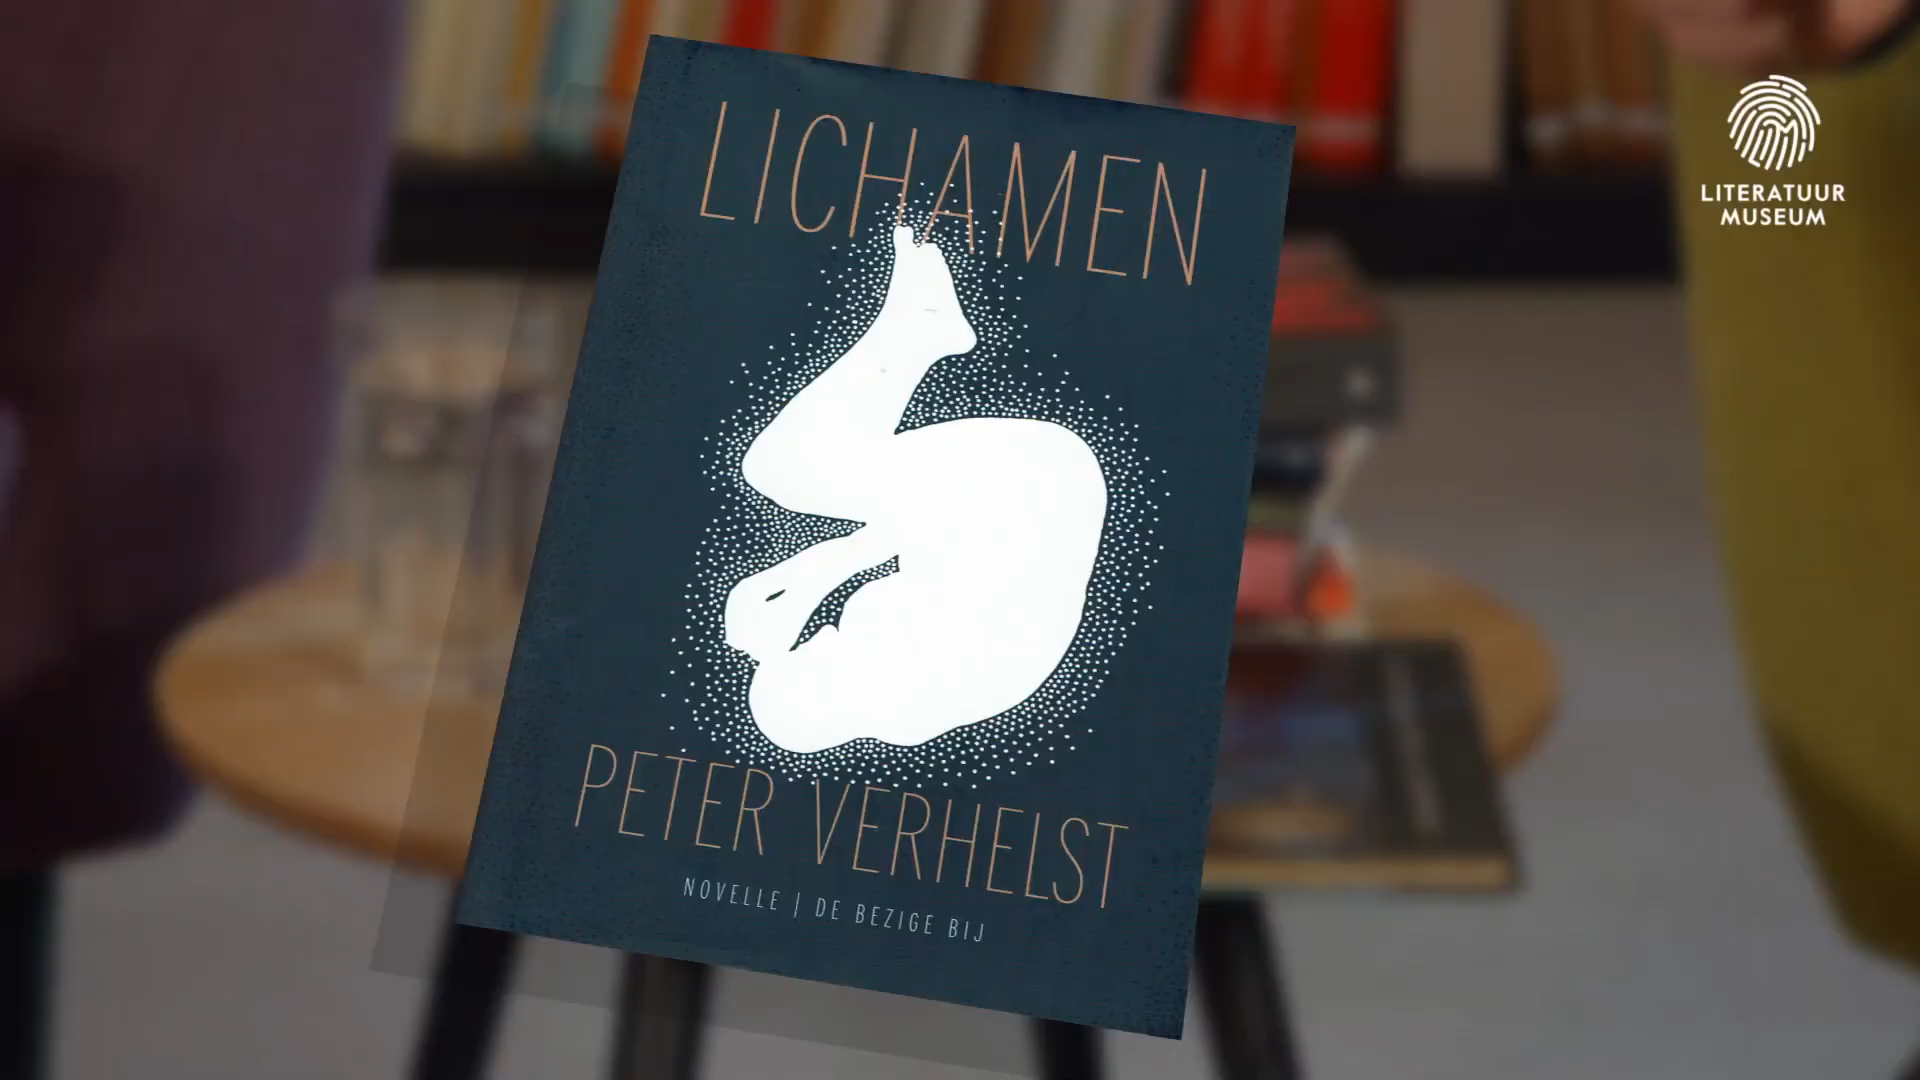 LICHAMEN
PETER VERHELST
NOVELLE | DE BEZIGE BIJ
LITERATUUR
MUSEUM